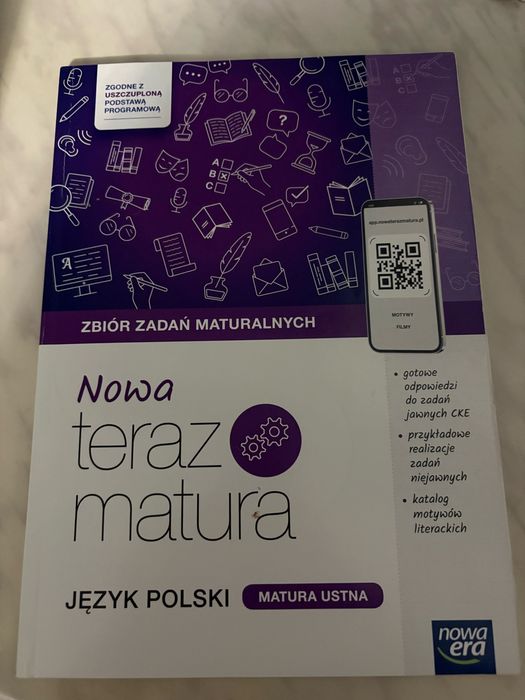 ZGODNE Z
USZCZUPLONĄ
PODSTAWĄ
PROGRAMOWĄ
A
B
C
A
B
C
A
app.nowaterazmatura.pl
MOTYWY
FILMY
ZBIÓR ZADAŃ MATURALNYCH
Nowa
teraz
matura
• gotowe
odpowiedzi
do zadań
jawnych CKE
• przykładowe
realizacje
zadań
niejawnych
• katalog
motywów
literackich
JĘZYK POLSKI MATURA USTNA
nowa
era